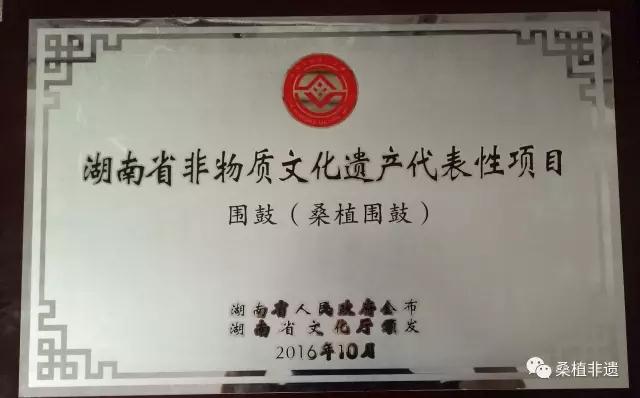 湖南省非物质文化遗产代表性项目
围鼓（桑植围鼓）
湖南省人民政府公布
湖南省文化厅颁发
2016年10月
桑植非遗